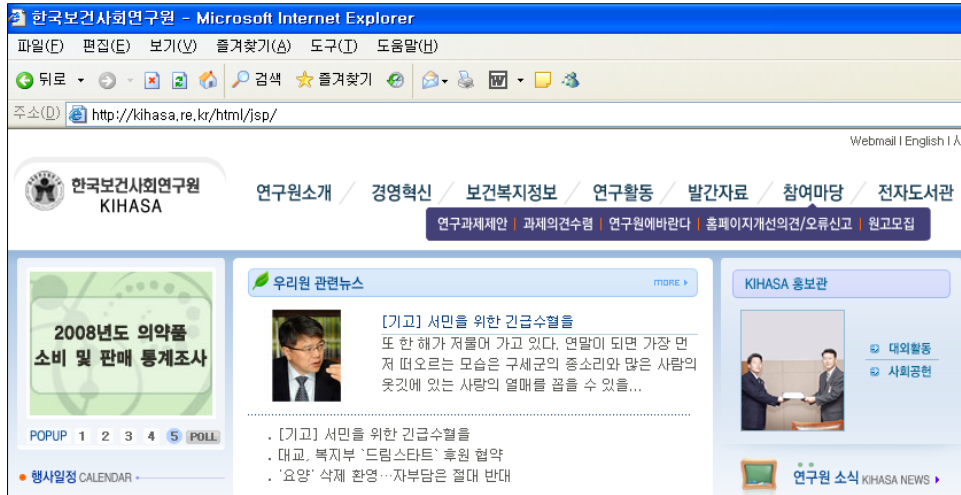 한국보건사회연구원 - Microsoft Internet Explorer
파일(F) 편집(E) 보기(V) 즐겨찾기(A) 도구(T) 도움말(H)
뒤로 검색 즐겨찾기
주소(D) http://kihasa.re.kr/html/jsp/
Webmail | English |
한국보건사회연구원
KIHASA
연구원소개 / 경영혁신 / 보건복지정보 / 연구활동 / 발간자료 / 참여마당 / 전자도서관
연구과제제안 | 과제의견수렴 | 연구원에바란다 | 홈페이지개선의견/오류신고 | 원고모집
2008년도 의약품
소비 및 판매 통계조사
POPUP 1 2 3 4 5 POLL
행사일정 CALENDAR
우리원 관련뉴스 more
[기고] 서민을 위한 긴급수혈을
또 한 해가 저물어 가고 있다. 연말이 되면 가장 먼
저 떠오르는 모습은 구세군의 종소리와 많은 사람의
옷깃에 있는 사랑의 열매를 꼽을 수 있을...
. [기고] 서민을 위한 긴급수혈을
. 대교, 복지부 `드림스타트` 후원 협약
. '요양' 삭제 환영…자부담은 절대 반대
KIHASA 홍보관
대외활동
사회공헌
연구원 소식 KIHASA NEWS